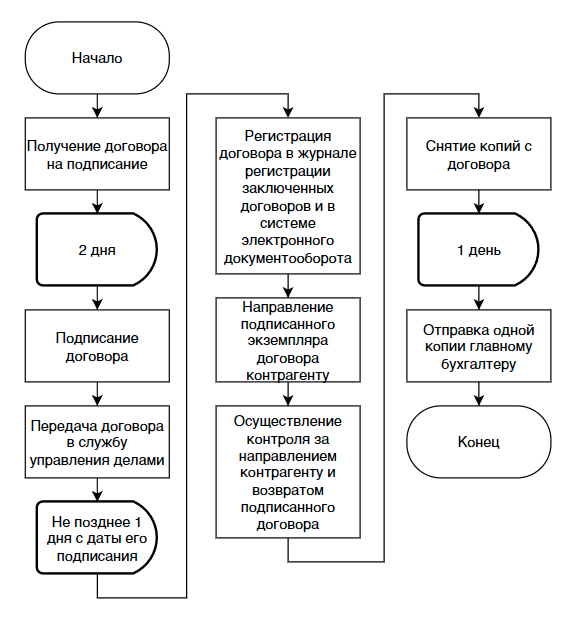 Начало
Получение договора
на подписание
2 дня
Подписание
договора
Передача договора
в службу
управления делами
Не позднее 1
дня с даты его
подписания
Регистрация
договора в журнале
регистрации
заключенных
договоров и в
системе
электронного
документооборота
Направление
подписанного
экземпляра
договора
контрагенту
Осуществление
контроля за
направлением
контрагенту и
возвратом
подписанного
договора
Снятие копий с
договора
1 день
Отправка одной
копии главному
бухгалтеру
Конец